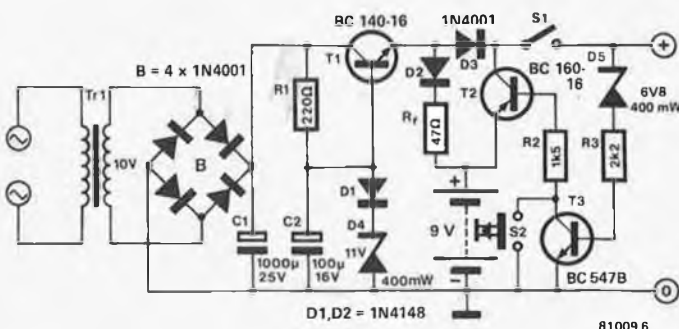 BC 140-16
1N4001
S1
T1
D3
D5
B = 4 x 1N4001
D2
T2
BC 160-
16
+
Tr1
R1
220Ω
6V8
400 mW
Rf
47Ω
R2
1k5
R3
2k2
10V
B
D1
+
T3
C1
C2
D4
11V
9 V
S2
1000µ
25V
100µ
16V
400mW
-
BC 547B
0
D1,D2 = 1N4148
81009 6